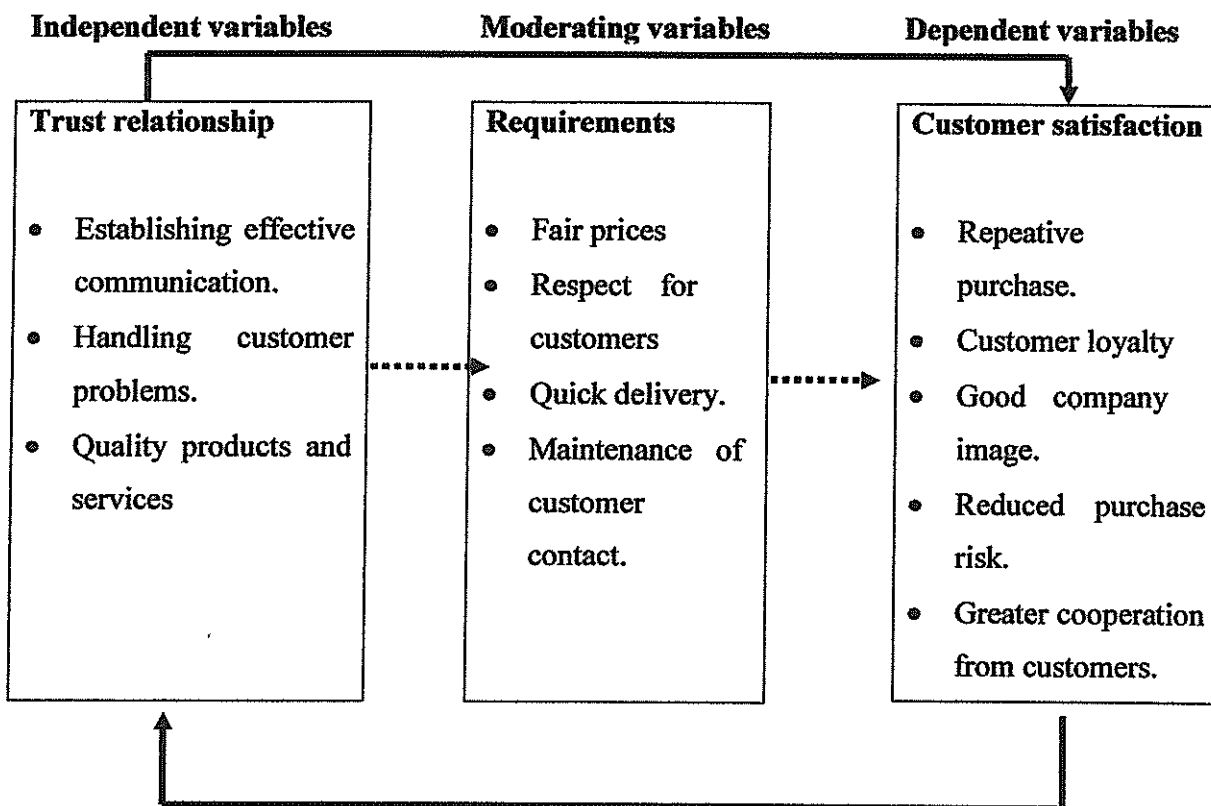 Independent variables
Moderating variables
Dependent variables
Trust relationship
• Establishing effective
communication.
• Handling customer
problems.
• Quality products and
services
Requirements
• Fair prices
• Respect for
customers
• Quick delivery.
• Maintenance of
customer
contact.
Customer satisfaction
• Repeative
purchase.
• Customer loyalty
• Good company
image.
• Reduced purchase
risk.
• Greater cooperation
from customers.